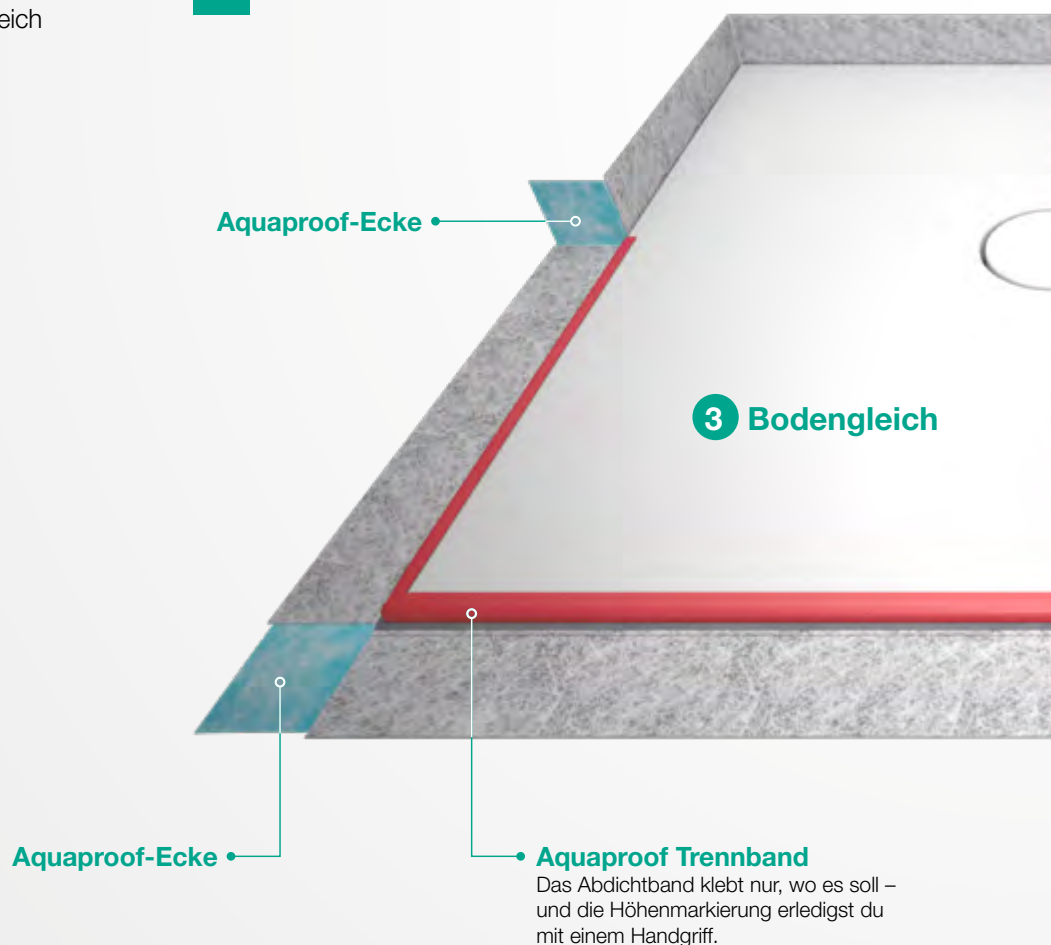 Aquaproof-Ecke
3 Bodengleich
Aquaproof-Ecke
Aquaproof Trennband
Das Abdichtband klebt nur, wo es soll –
und die Höhenmarkierung erledigst du
mit einem Handgriff.